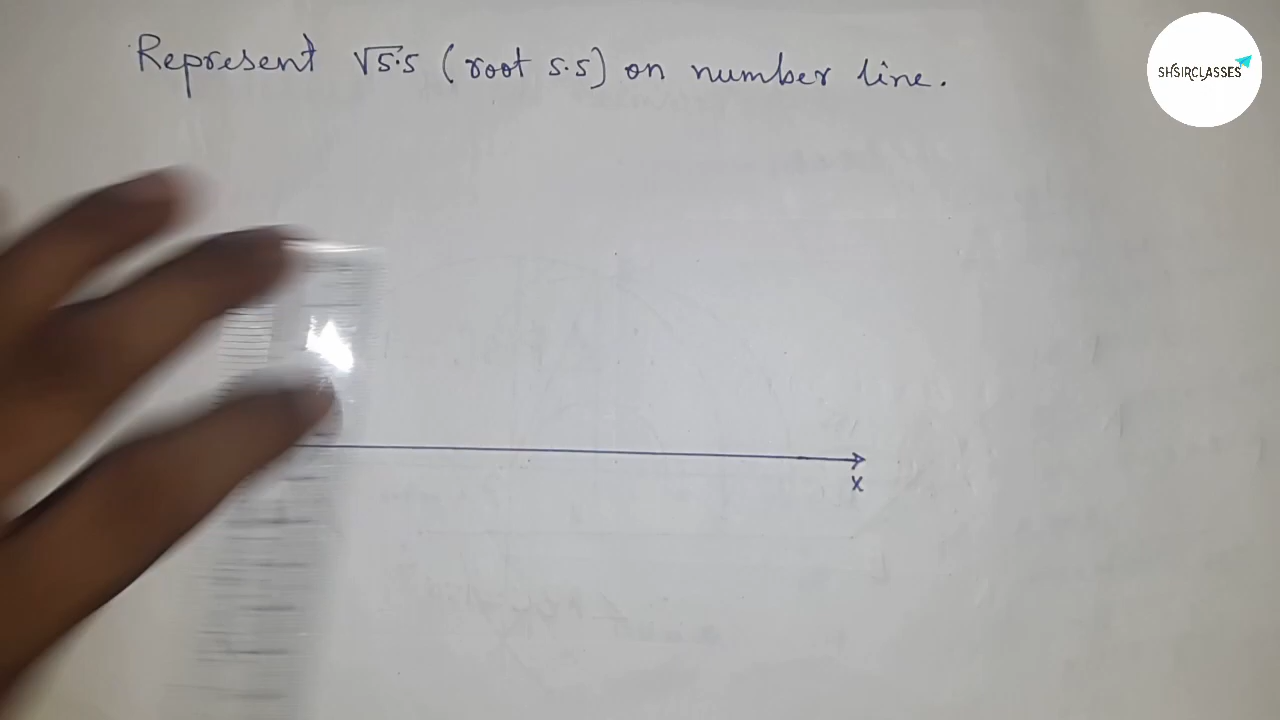 Represent √5.5 (root 5.5) on number line.
SHSIRCLASSES
X